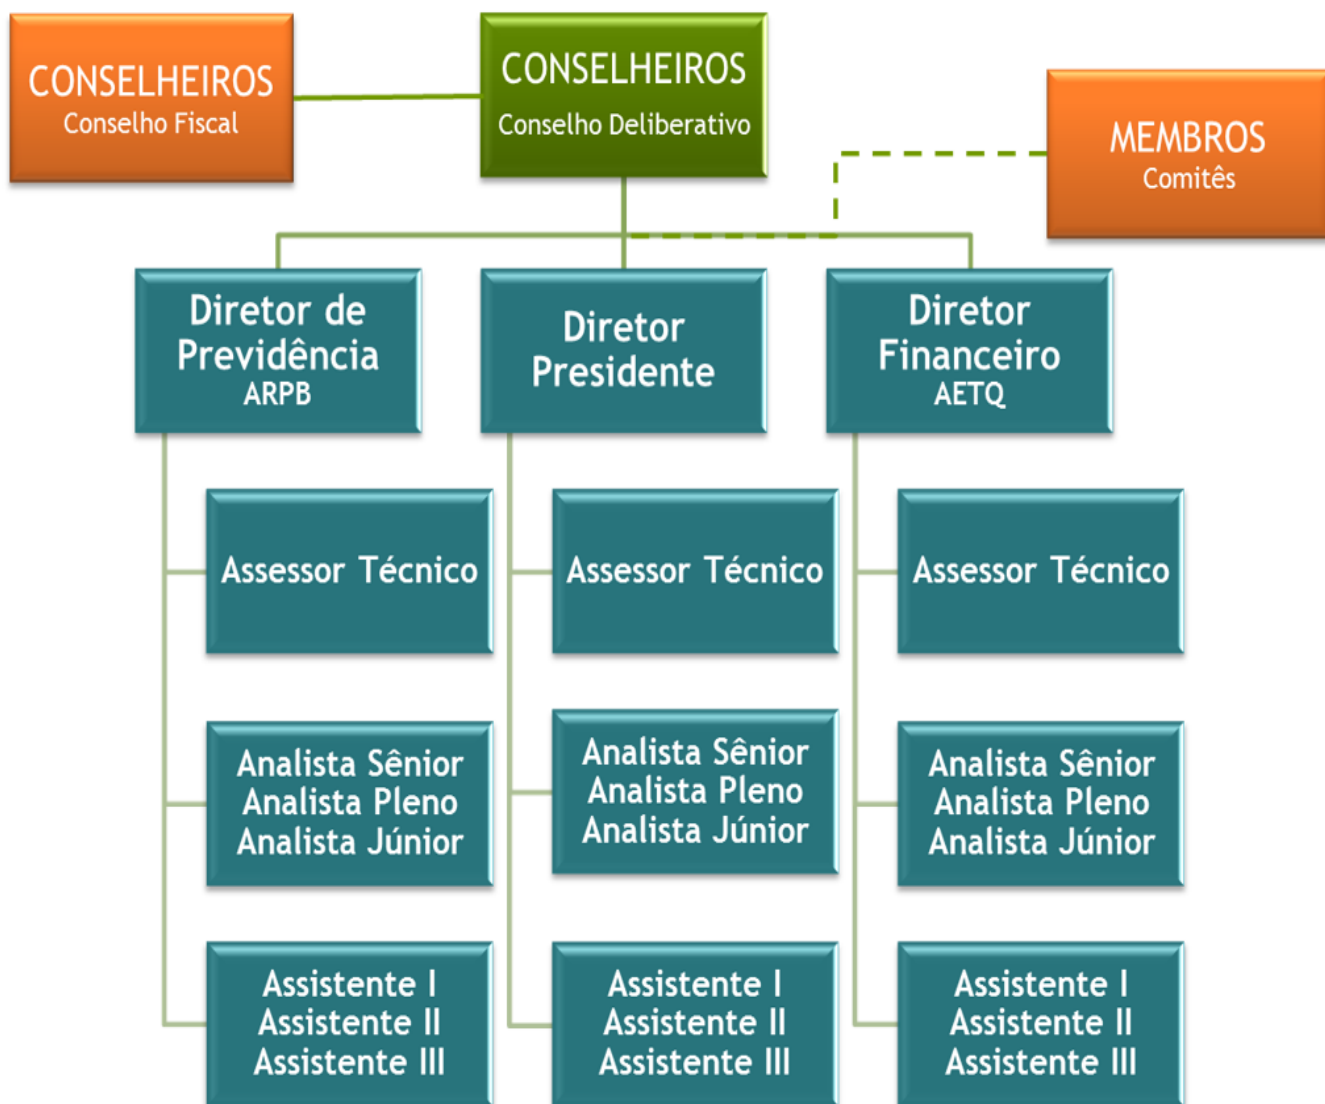 CONSELHEIROS
Conselho Fiscal
CONSELHEIROS
Conselho Deliberativo
MEMBROS
Comitês
Diretor de
Previdência
ARPB
Diretor
Presidente
Diretor
Financeiro
AETQ
Assessor Técnico
Assessor Técnico
Assessor Técnico
Analista Sênior
Analista Pleno
Analista Júnior
Analista Sênior
Analista Pleno
Analista Júnior
Analista Sênior
Analista Pleno
Analista Júnior
Assistente I
Assistente II
Assistente III
Assistente I
Assistente II
Assistente III
Assistente I
Assistente II
Assistente III